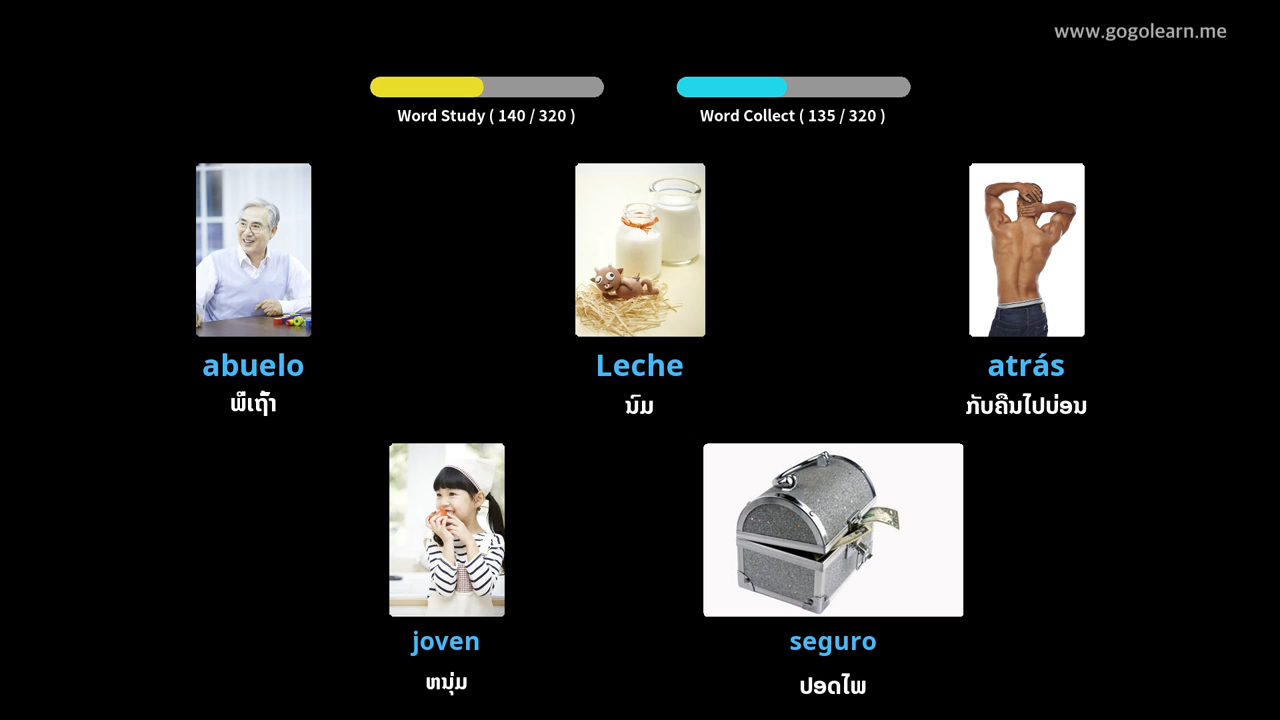 www.gogolearn.me
Word Study ( 140 / 320 )
Word Collect ( 135 / 320 )
abuelo
ພໍ່ເຖົ້າ
Leche
ນົມ
atrás
ກັບຄືນໄປບ່ອນ
joven
ຫນຸ່ມ
seguro
ປອດໄພ